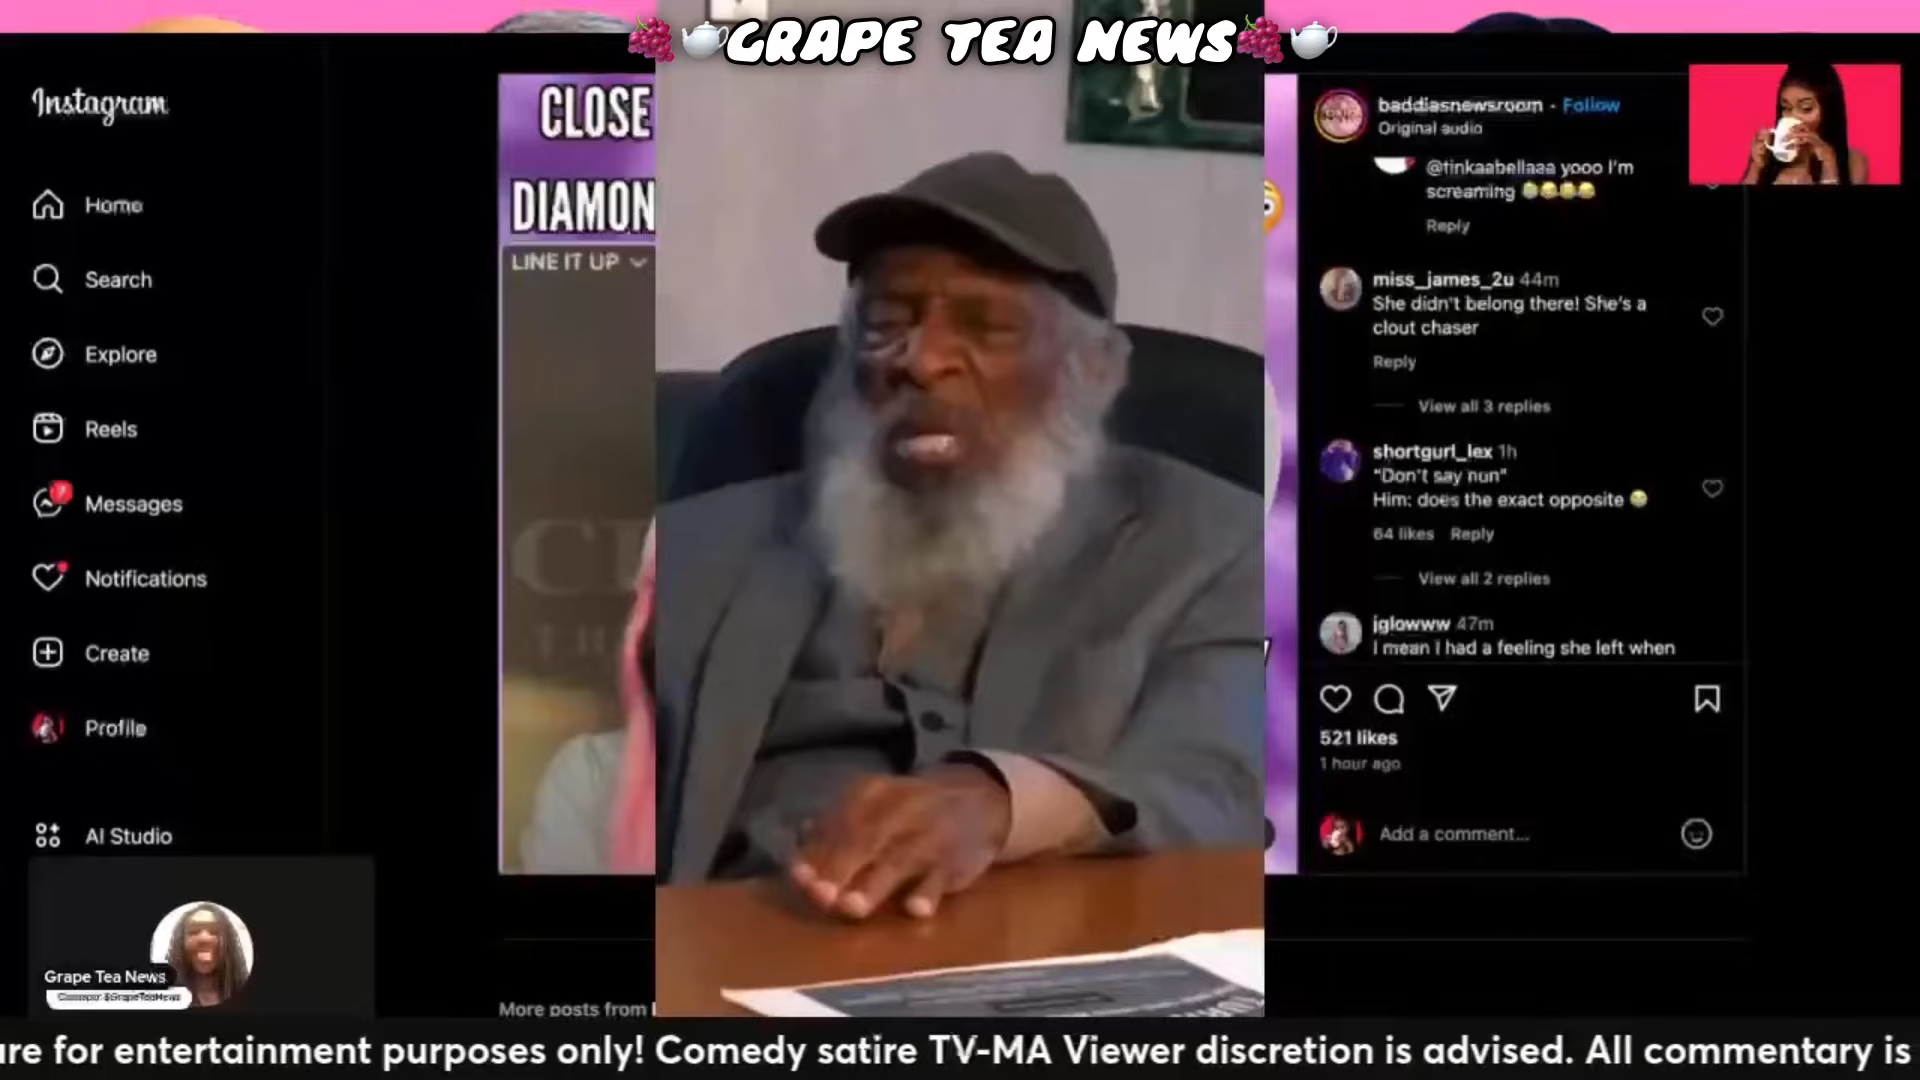 GRAPE TEA NEWS
Instagram
Home
Search
Explore
Reels
Messages
Notifications
Create
Profile
AI Studio
CLOSE
DIAMON
LINE IT UP
baddiasnewsroom · Follow
Original audio
@tinkaabellaaa yooo I'm
screaming 😂😂😂😂
Reply
miss_james_2u 44m
She didn't belong there! She's a
clout chaser
Reply
View all 3 replies
shortgurl_lex 1h
"Don't say nun"
Him: does the exact opposite 😂
64 likes Reply
View all 2 replies
jglowww 47m
I mean I had a feeling she left when
521 likes
1 hour ago
Add a comment...
Grape Tea News
$GrapeTeaNews
More posts from
are for entertainment purposes only! Comedy satire TV-MA Viewer discretion is advised. All commentary is